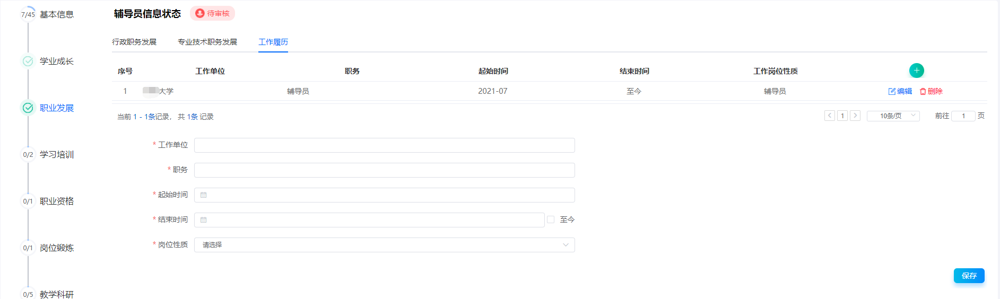 7/45 基本信息
学业成长
职业发展
0/2 学习培训
0/1 职业资格
0/1 岗位锻炼
0/5 教学科研
辅导员信息状态 待审核
行政职务发展 专业技术职务发展 工作履历
序号 工作单位 职务 起始时间 结束时间 工作岗位性质 +
1 大学 辅导员 2021-07 至今 辅导员 编辑 删除
当前 1 - 1条记录， 共 1条 记录 < 1 > 10条/页 前往 1 页
* 工作单位
* 职务
* 起始时间
* 结束时间 至今
* 岗位性质 请选择
保存